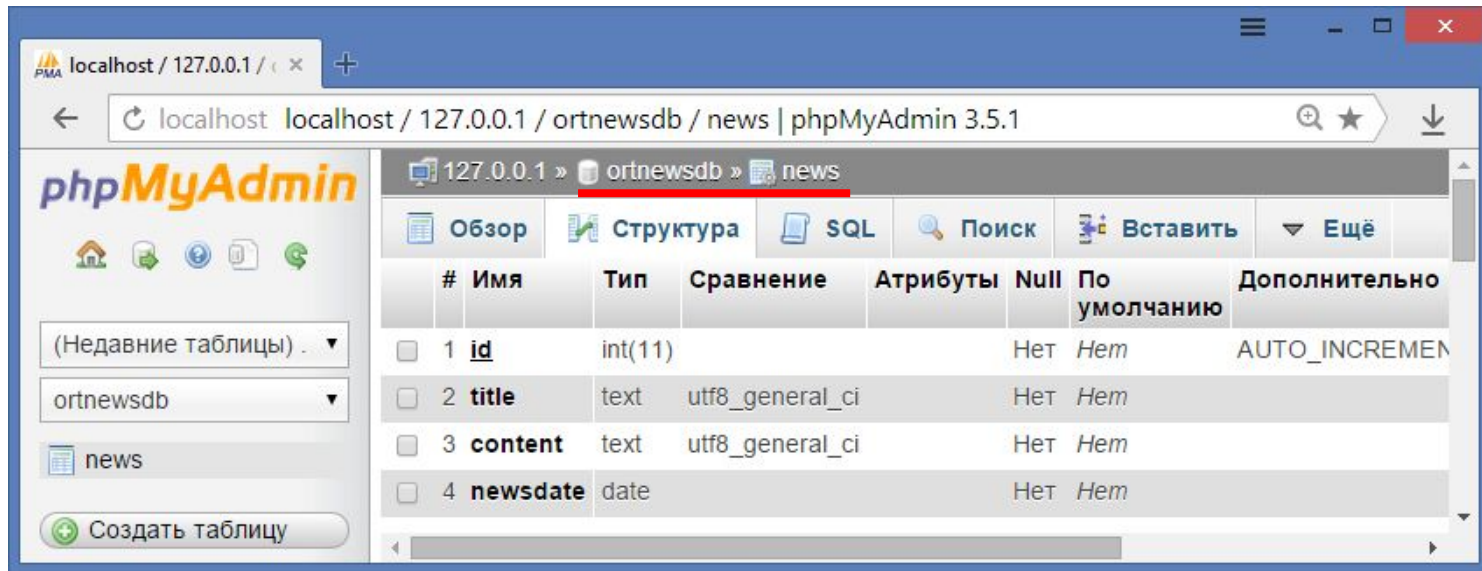 PMA localhost / 127.0.0.1 /
localhost localhost / 127.0.0.1 / ortnewsdb / news | phpMyAdmin 3.5.1
phpMyAdmin
127.0.0.1 » ortnewsdb » news
Обзор Структура SQL Поиск Вставить Ещё
# Имя Тип Сравнение Атрибуты Null По умолчанию Дополнительно
(Недавние таблицы) .
1 id int(11) Нет Нет AUTO_INCREMEN
ortnewsdb
2 title text utf8_general_ci Нет Нет
3 content text utf8_general_ci Нет Нет
news
4 newsdate date Нет Нет
Создать таблицу